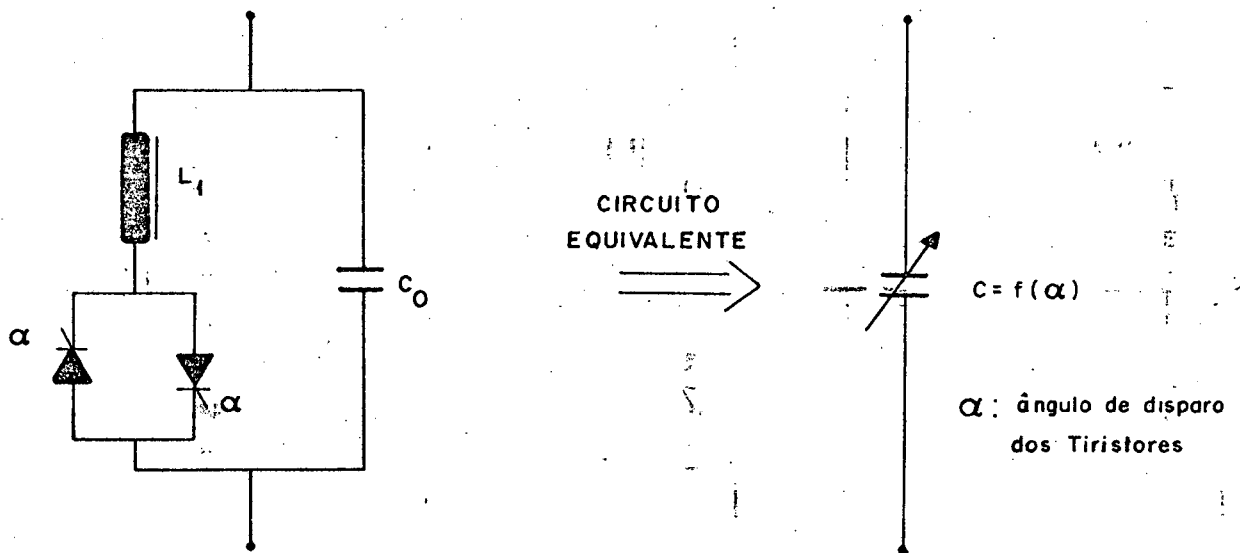 L1
C0
α
α
CIRCUITO
EQUIVALENTE
C = f(α)
α: ângulo de disparo
dos Tiristores